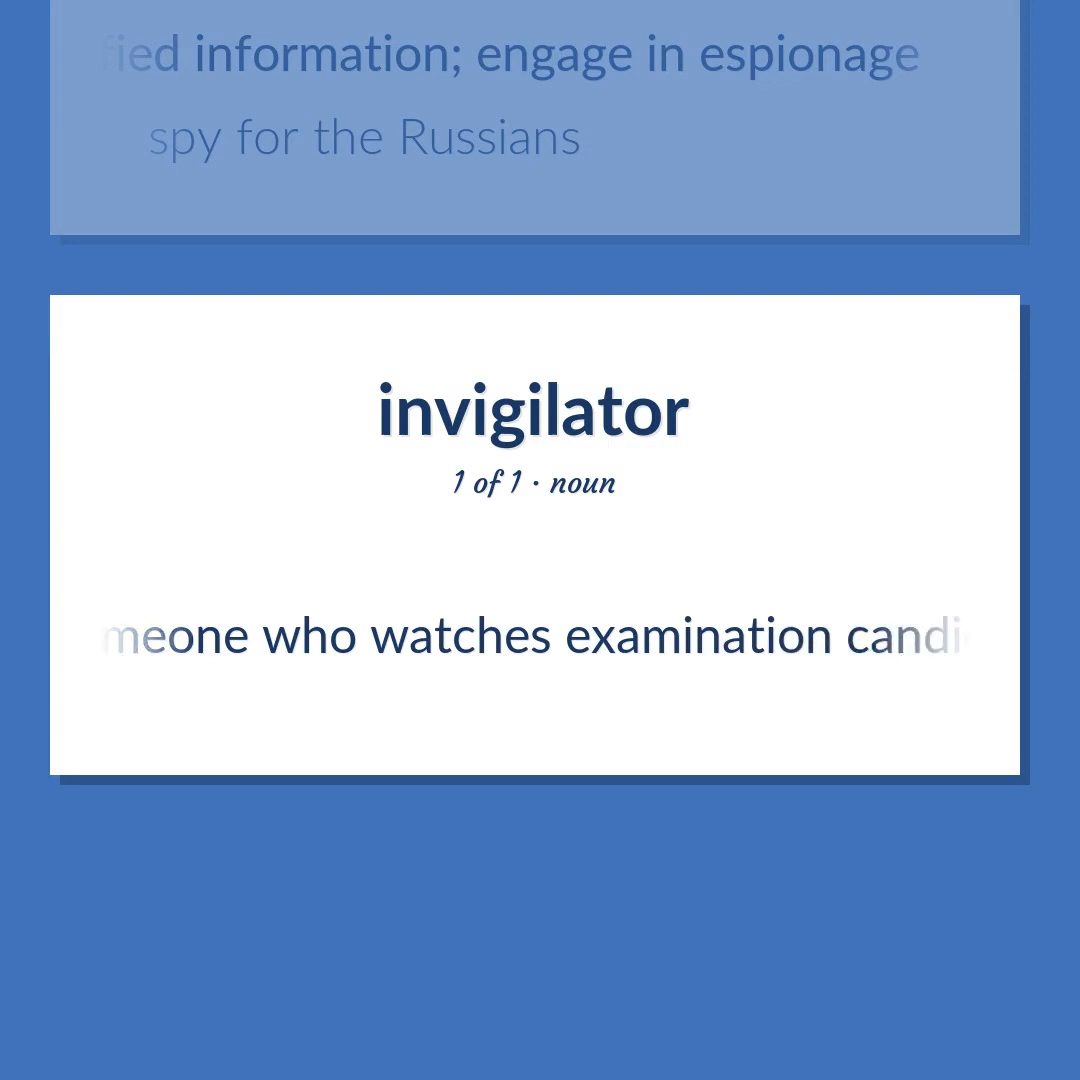 fied information; engage in espionage
spy for the Russians
invigilator
1 of 1 · noun
meone who watches examination candi